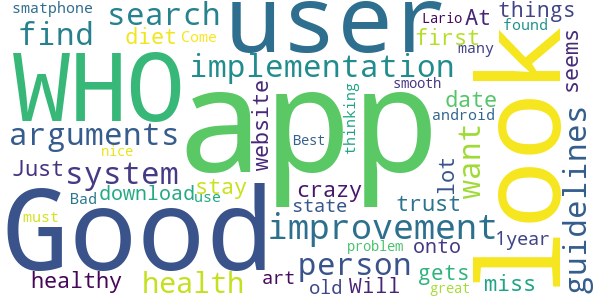 smatphone
search
user
At
things
Lario
found
find
diet
Come
first
many
WHO
implementation
seems
look
app
smooth
arguments
website
thinking
date
android
guidelines
Best
nice
Just
system
stay
crazy
want
lot
Good
download
use
Bad
state
trust
must
improvement
onto
1year
problem
person
healthy
health
art
old
Will
gets
great
miss